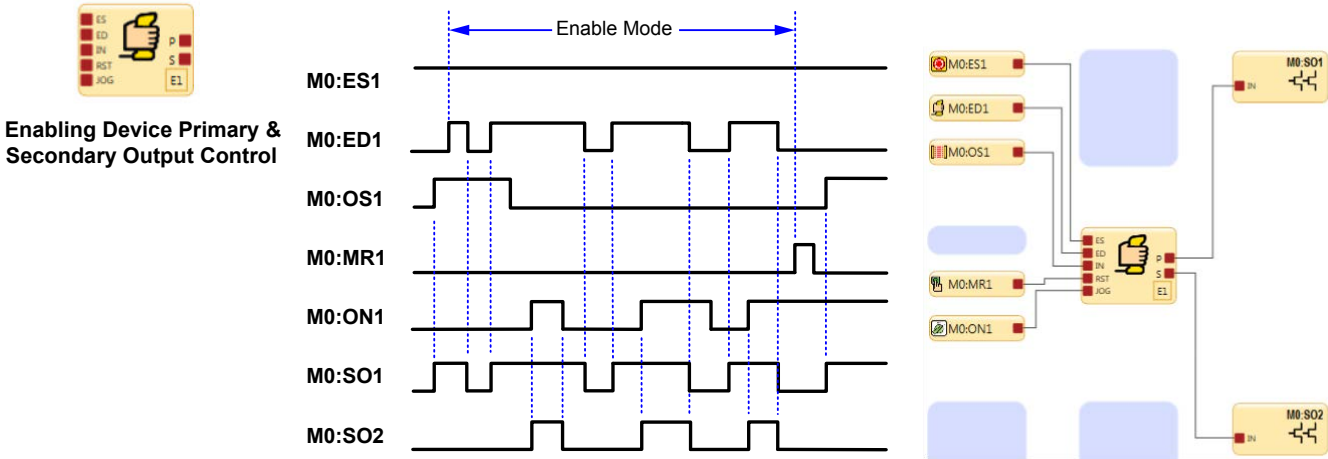 ES
ED
IN
RST
JOG
P
S
E1
Enabling Device Primary &
Secondary Output Control
Enable Mode
M0:ES1
M0:ED1
M0:OS1
M0:MR1
M0:ON1
M0:SO1
M0:SO2
M0:ES1
M0:ED1
M0:OS1
M0:MR1
M0:ON1
ES
ED
IN
RST
JOG
P
S
E1
M0:SO1
IN
M0:SO2
IN